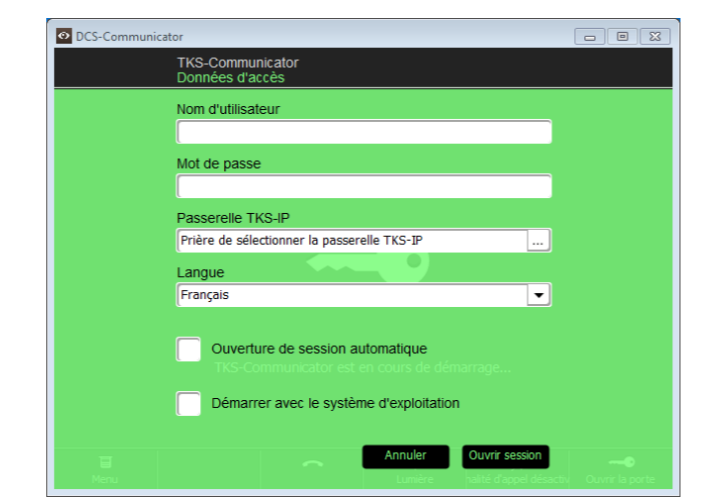 DCS-Communicator
TKS-Communicator
Données d'accès
Nom d'utilisateur
Mot de passe
Passerelle TKS-IP
Prière de sélectionner la passerelle TKS-IP ...
Langue
Français
Ouverture de session automatique
TKS-Communicator est en cours de démarrage...
Démarrer avec le système d'exploitation
Annuler Ouvrir session
Menu Lumière d'appel désactiv Ouvrir la porte